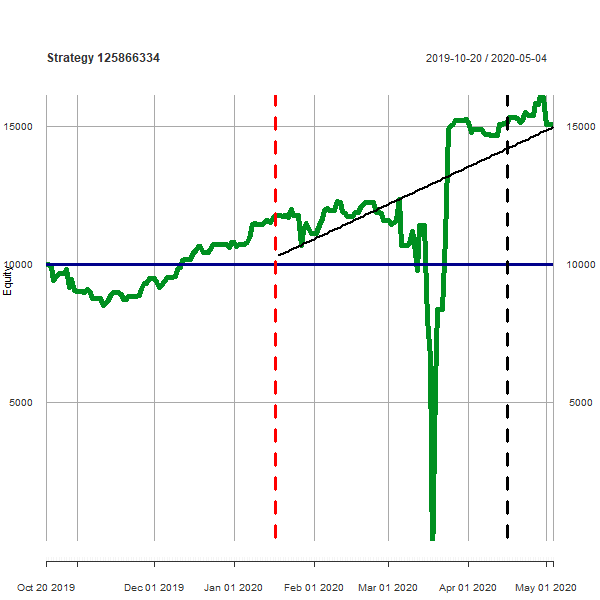 Strategy 125866334
2019-10-20 / 2020-05-04
15000
15000
10000
10000
Equity
5000
5000
Oct 20 2019
Dec 01 2019
Jan 01 2020
Feb 01 2020
Mar 01 2020
Apr 01 2020
May 01 2020